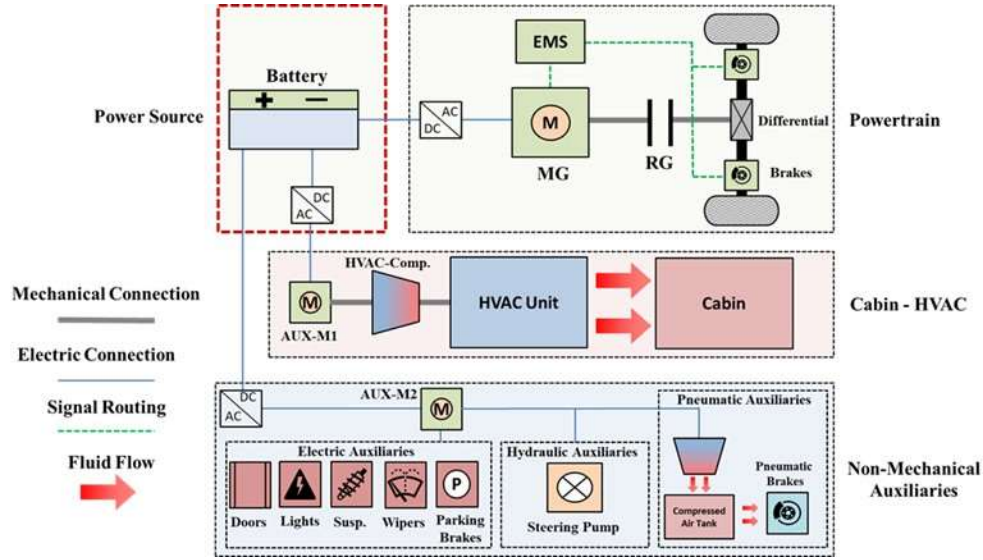 EMS
Battery
+ −
Power Source
AC
DC
M
Differential
Powertrain
MG
RG
Brakes
DC
AC
HVAC-Comp.
Mechanical Connection
M
HVAC Unit
Cabin
Cabin - HVAC
AUX-M1
Electric Connection
DC
AC
AUX-M2
M
Pneumatic Auxiliaries
Signal Routing
Electric Auxiliaries
Hydraulic Auxiliaries
Fluid Flow
P
Pneumatic
Brakes
Non-Mechanical
Auxiliaries
Compressed
Air Tank
Doors
Lights
Susp.
Wipers
Parking
Brakes
Steering Pump